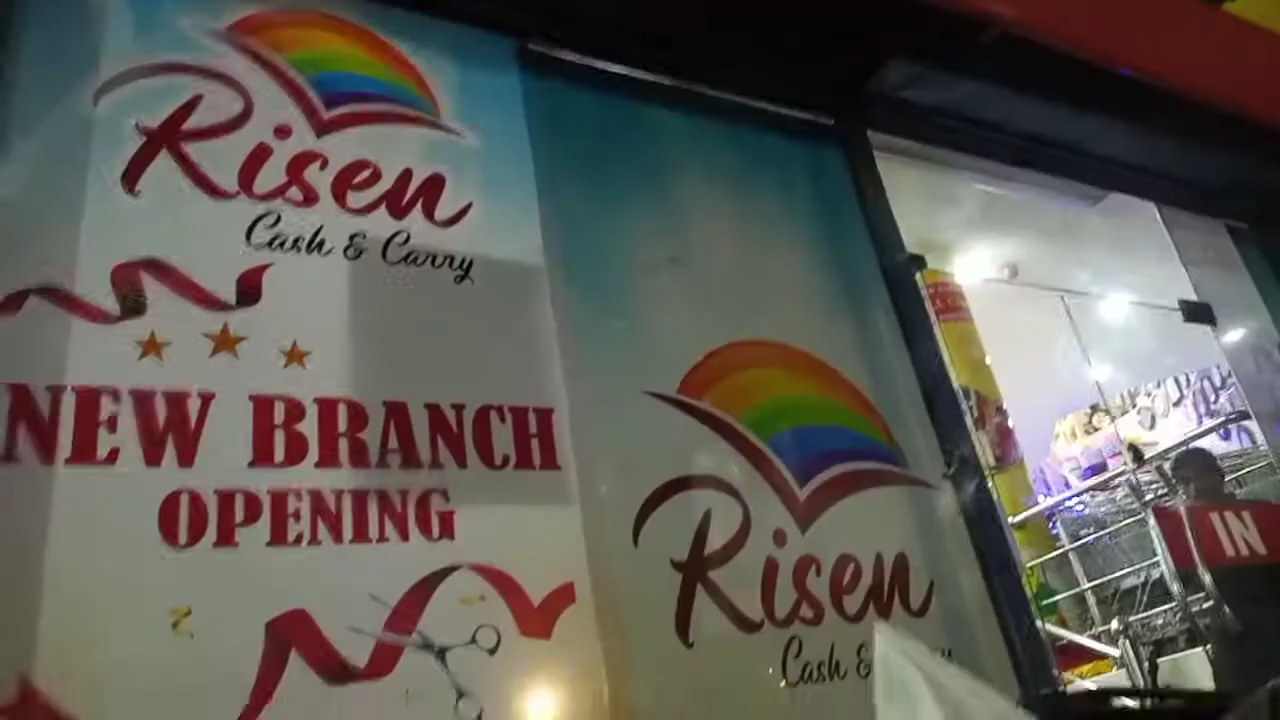 Risen
Cash & Carry
NEW BRANCH
OPENING
Risen
Cash &
IN